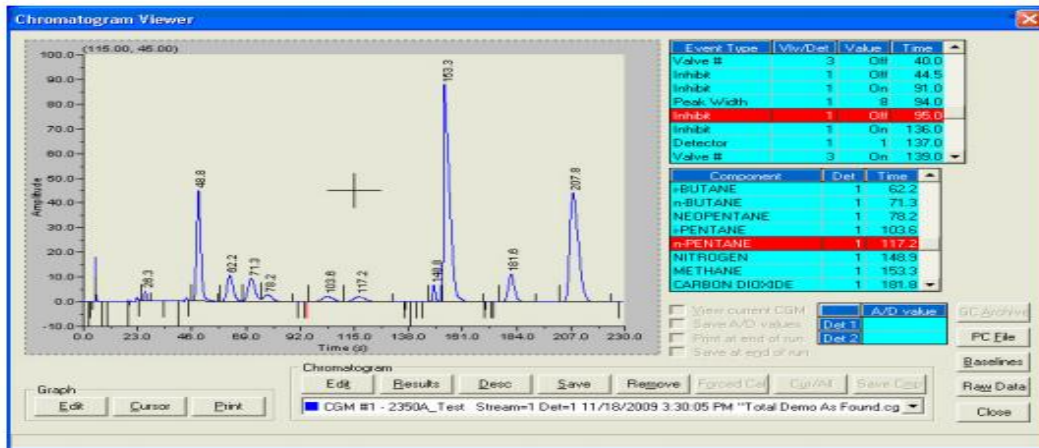 Chromatogram Viewer
(115.00, 45.00)
100.0
90.0
80.0
70.0
60.0
50.0
40.0
30.0
20.0
10.0
0.0
-10.0
Amplitude
26.3
48.8
62.2
71.3
78.2
103.6
117.2
148.8
153.3
181.6
207.8
0.0 23.0 46.0 69.0 92.0 115.0 138.0 161.0 184.0 207.0 230.0
Time (s)
Event Type Vlv/Det Value Time
Valve # 3 Off 40.0
Inhibit 1 Off 44.5
Inhibit 1 On 91.0
Peak Width 1 8 94.0
Inhibit 1 Off 95.0
Inhibit 1 On 136.0
Detector 1 1 137.0
Valve # 3 On 139.0
Component Det Time
i-BUTANE 1 62.2
n-BUTANE 1 71.3
NEOPENTANE 1 78.2
i-PENTANE 1 103.6
n-PENTANE 1 117.2
NITROGEN 1 148.9
METHANE 1 153.3
CARBON DIOXIDE 1 181.8
View current CGM
Save A/D values
Print at end of run
Save at end of run
A/D value
Det 1
Det 2
GC Archive
PC File
Baselines
Raw Data
Close
Graph
Edit Cursor Print
Chromatogram
Edit Results Desc Save Remove Forced Cal Cur/All
CGM #1 - 2350A_Test Stream=1 Det=1 11/18/2009 3:30:05 PM "Total Demo As Found.cg